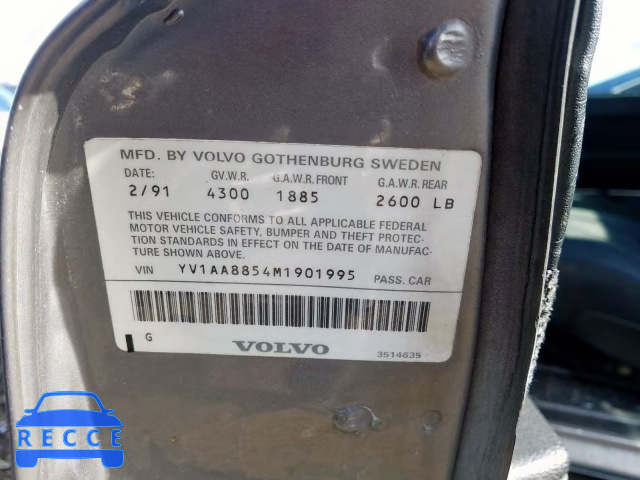 MFD. BY VOLVO GOTHENBURG SWEDEN
DATE: GV.W.R. G.A.W.R. FRONT G.A.W.R. REAR
2/91 4300 1885 2600 LB
THIS VEHICLE CONFORMS TO ALL APPLICABLE FEDERAL
MOTOR VEHICLE SAFETY, BUMPER AND THEFT PROTEC-
TION STANDARDS IN EFFECT ON THE DATE OF MANUFAC-
TURE SHOWN ABOVE.
VIN YV1AA8854M1901995 PASS. CAR
G VOLVO 3514635
RECCE